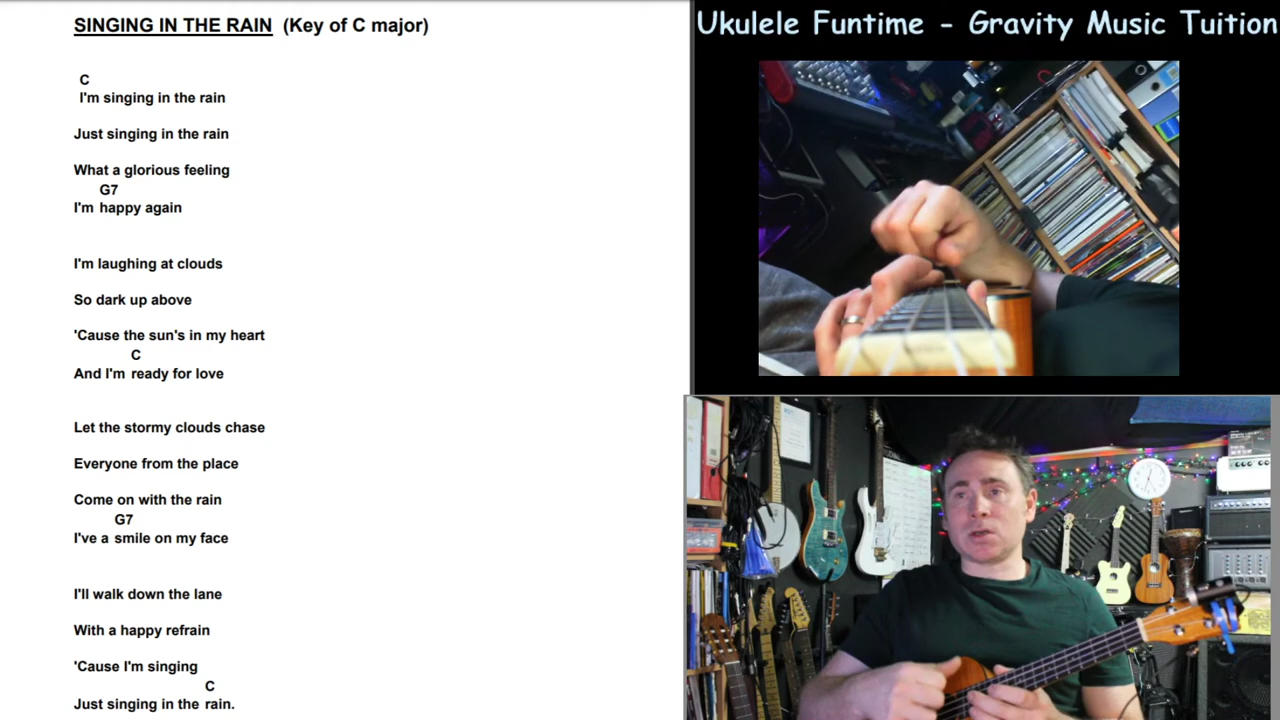 SINGING IN THE RAIN (Key of C major)
C
I'm singing in the rain
Just singing in the rain
What a glorious feeling
G7
I'm happy again
I'm laughing at clouds
So dark up above
'Cause the sun's in my heart
C
And I'm ready for love
Let the stormy clouds chase
Everyone from the place
Come on with the rain
G7
I've a smile on my face
I'll walk down the lane
With a happy refrain
'Cause I'm singing
C
Just singing in the rain.
Ukulele Funtime - Gravity Music Tuition